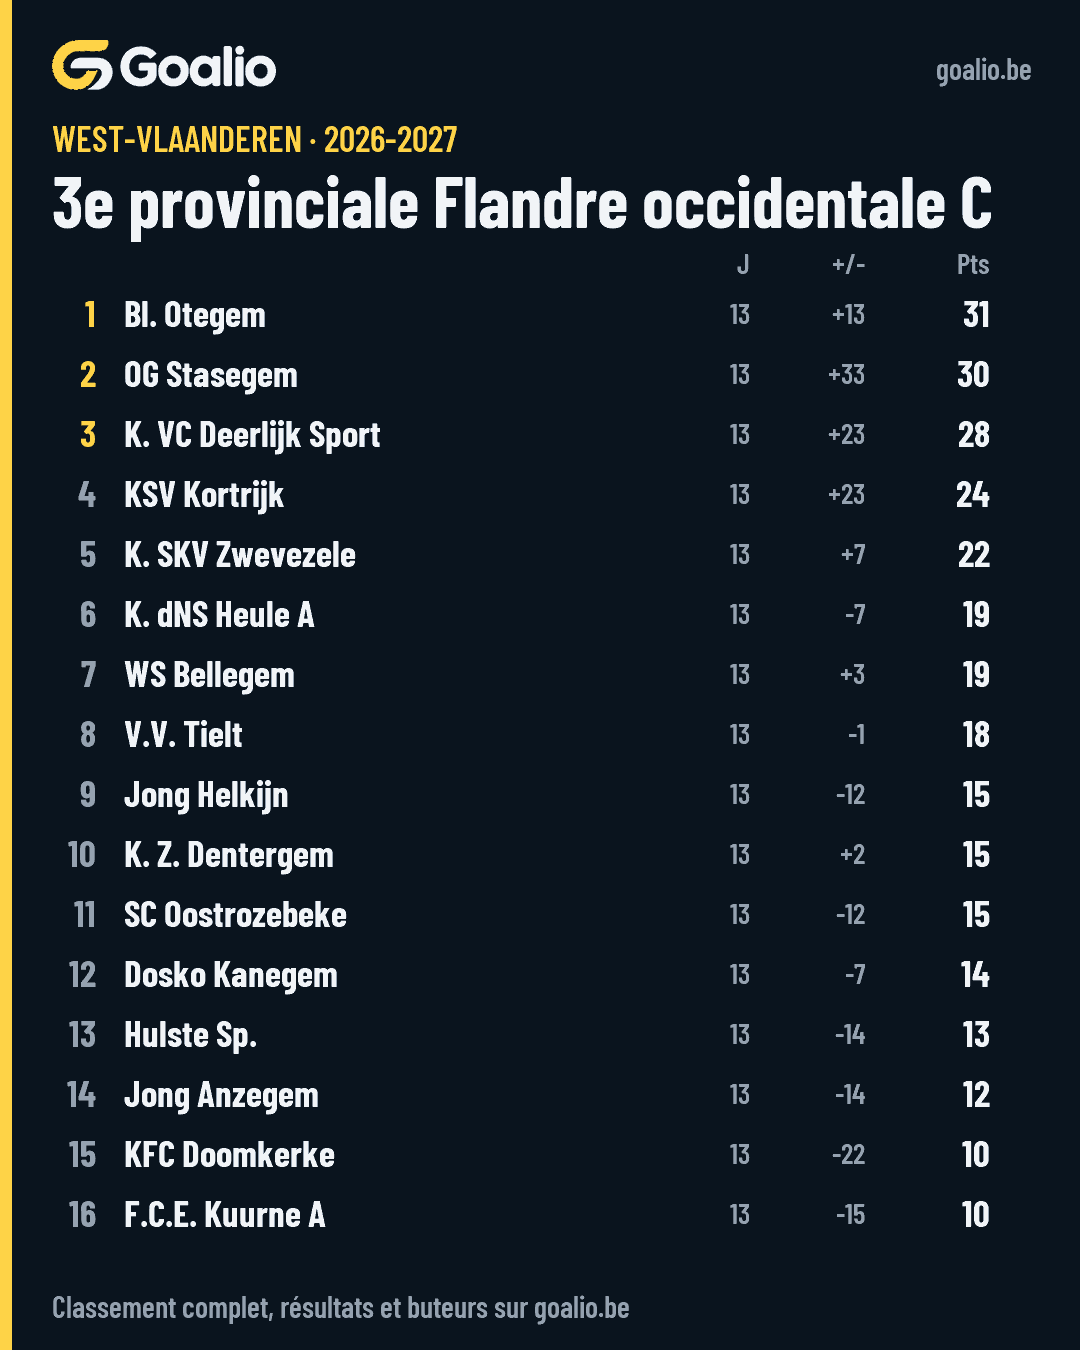 Goalio
goalio.be
WEST-VLAANDEREN · 2026-2027
3e provinciale Flandre occidentale C
J +/- Pts
1 Bl. Otegem 13 +13 31
2 OG Stasegem 13 +33 30
3 K. VC Deerlijk Sport 13 +23 28
4 KSV Kortrijk 13 +23 24
5 K. SKV Zwevezele 13 +7 22
6 K. dNS Heule A 13 -7 19
7 WS Bellegem 13 +3 19
8 V.V. Tielt 13 -1 18
9 Jong Helkijn 13 -12 15
10 K. Z. Dentergem 13 +2 15
11 SC Oostrozebeke 13 -12 15
12 Dosko Kanegem 13 -7 14
13 Hulste Sp. 13 -14 13
14 Jong Anzegem 13 -14 12
15 KFC Doomkerke 13 -22 10
16 F.C.E. Kuurne A 13 -15 10
Classement complet, résultats et buteurs sur goalio.be